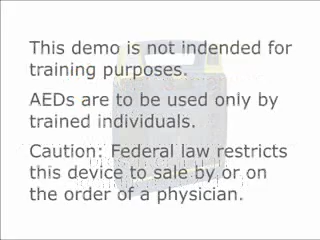 This demo is not indended for
training purposes.
AEDs are to be used only by
trained individuals.
Caution: Federal law restricts
this device to sale by or on
the order of a physician.